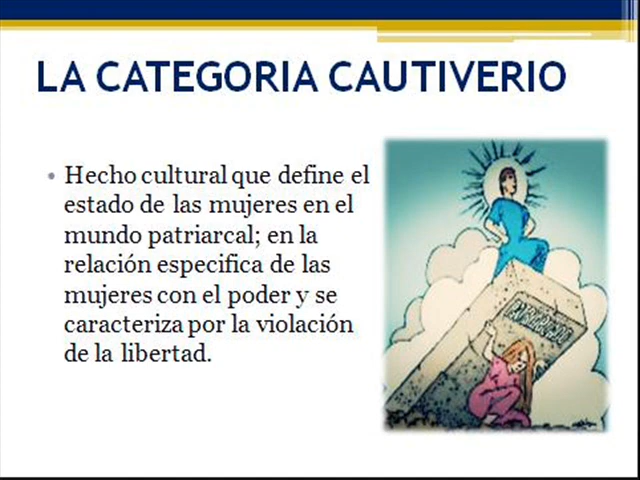 LA CATEGORIA CAUTIVERIO
• Hecho cultural que define el
estado de las mujeres en el
mundo patriarcal; en la
relación especifica de las
mujeres con el poder y se
caracteriza por la violación
de la libertad.
PATRIARCADO